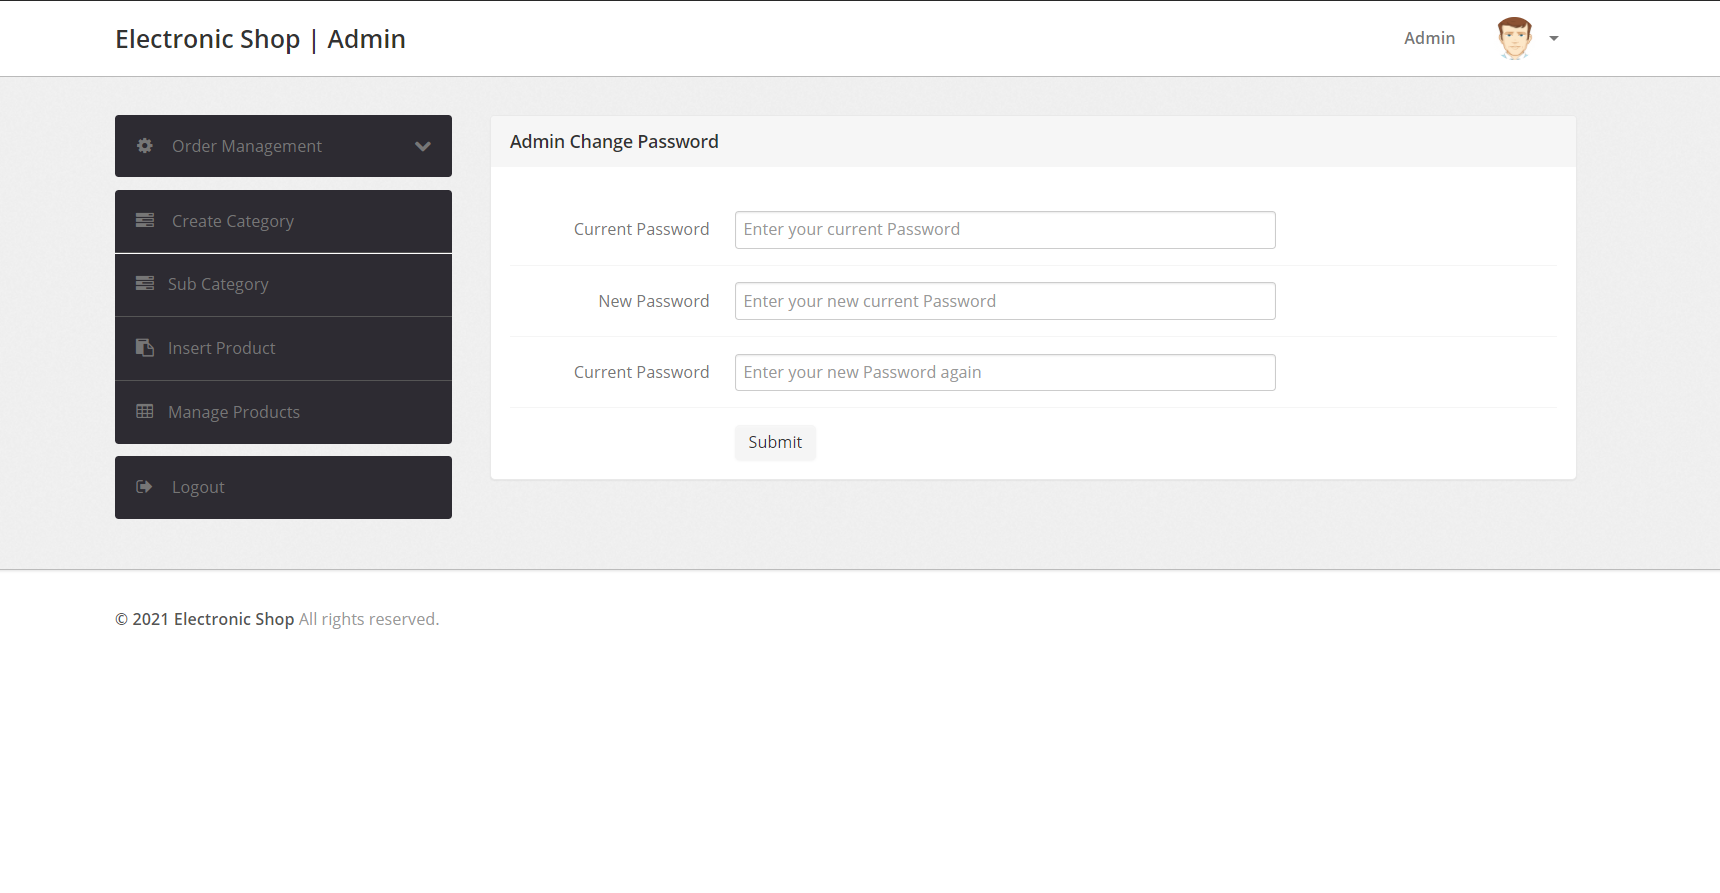 Electronic Shop | Admin
Admin
Order Management
Create Category
Sub Category
Insert Product
Manage Products
Logout
Admin Change Password
Current Password Enter your current Password
New Password Enter your new current Password
Current Password Enter your new Password again
Submit
© 2021 Electronic Shop All rights reserved.